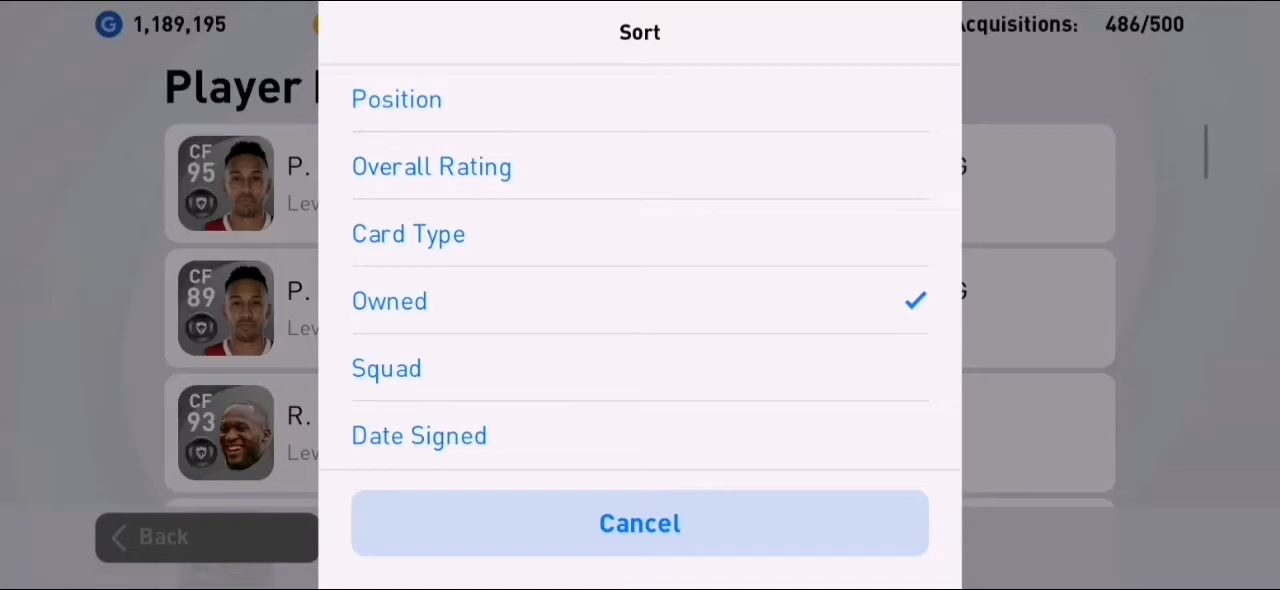 1,189,195
Acquisitions: 486/500
Sort
Player
Position
CF
95
P.
Overall Rating
Card Type
CF
89
P.
Owned
Squad
CF
93
R.
Date Signed
Cancel
Back